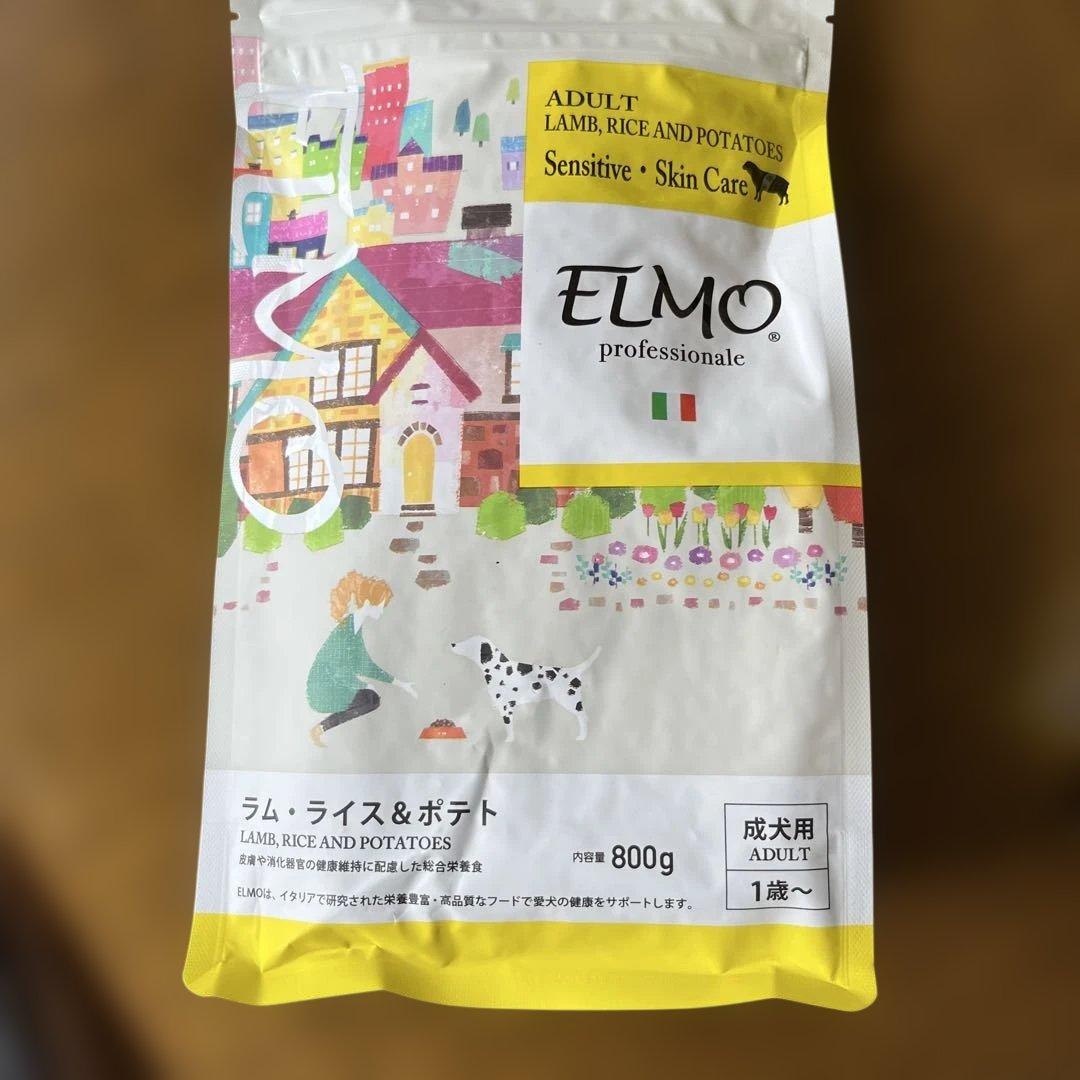 ADULT
LAMB, RICE AND POTATOES
Sensitive・Skin Care
ELMO
ELMO®
professionale
ラム・ライス＆ポテト
LAMB, RICE AND POTATOES
皮膚や消化器官の健康維持に配慮した総合栄養食
内容量 800g
ELMOは、イタリアで研究された栄養豊富・高品質なフードで愛犬の健康をサポートします。
成犬用
ADULT
1歳～